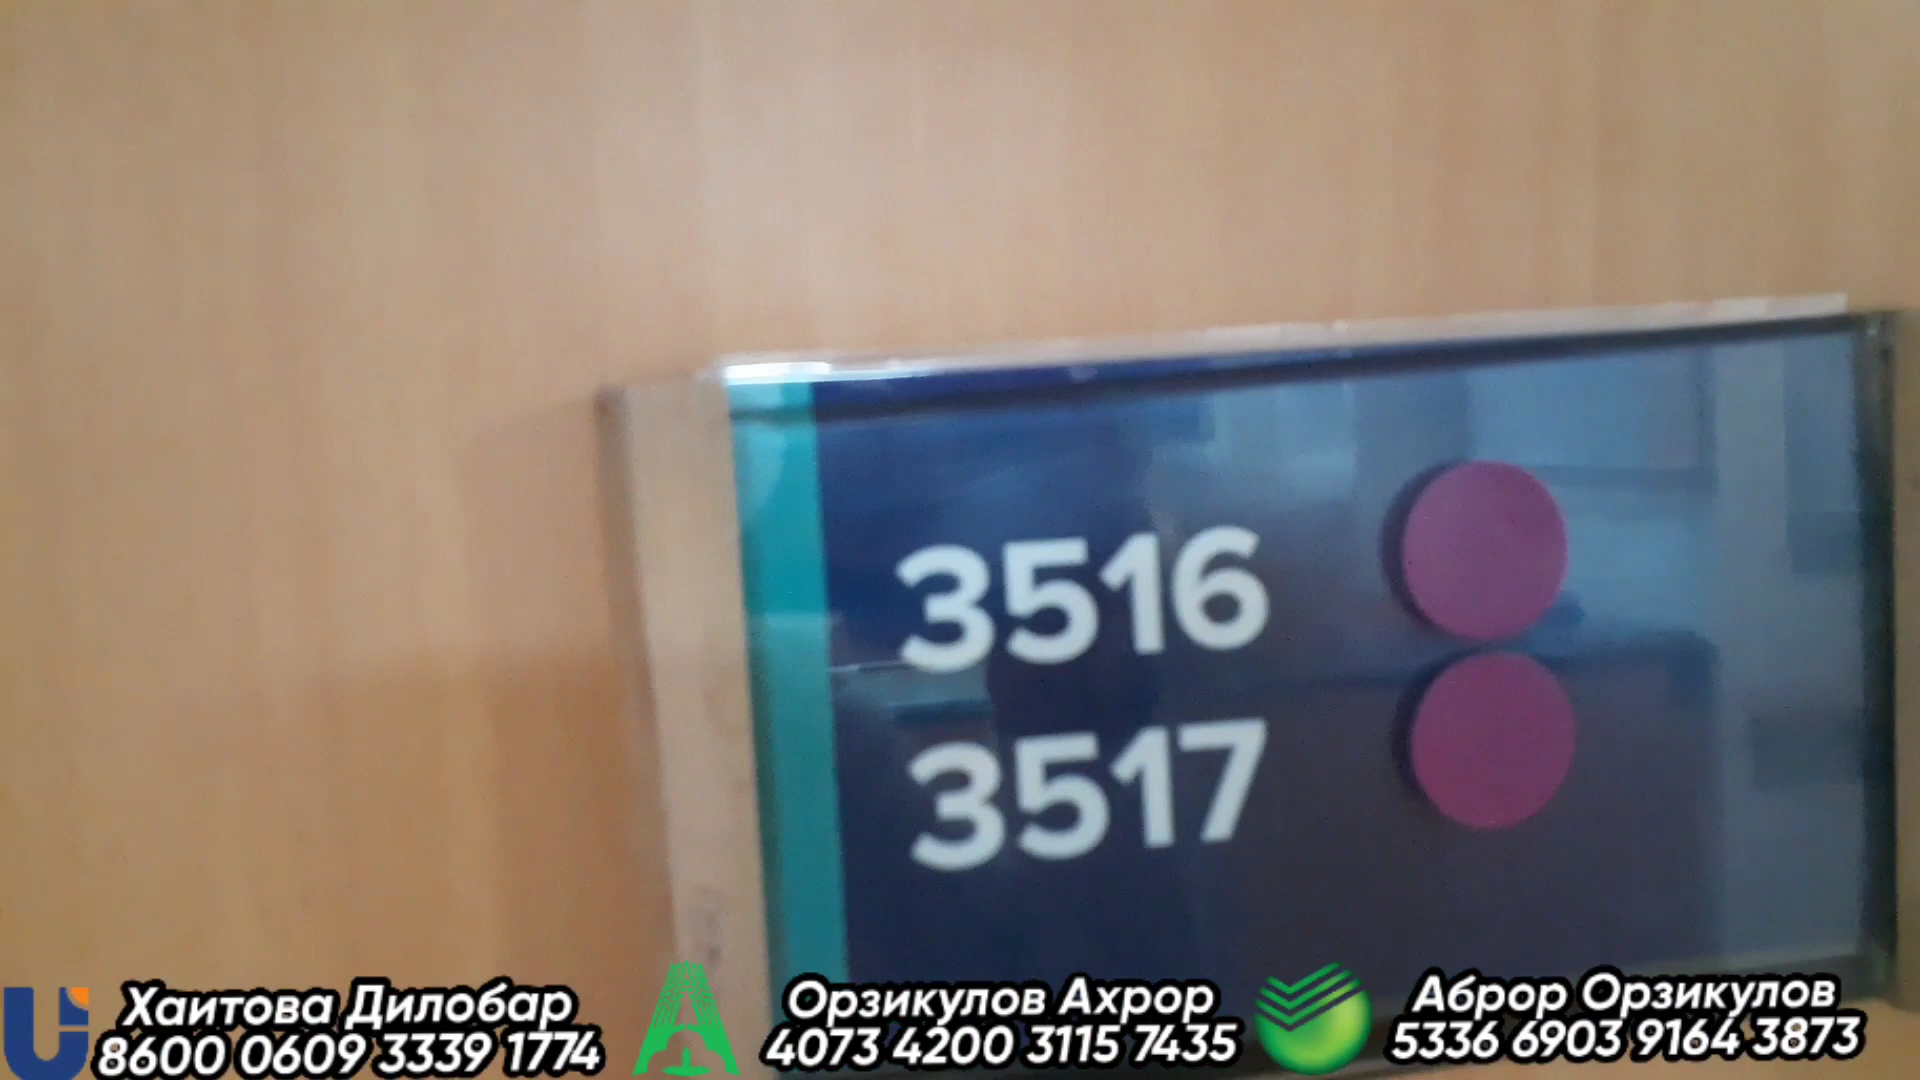 3516
3517
Хаитова Дилобар
8600 0609 3339 1774
Орзикулов Ахрор
4073 4200 3115 7435
Аброр Орзикулов
5336 6903 9164 3873